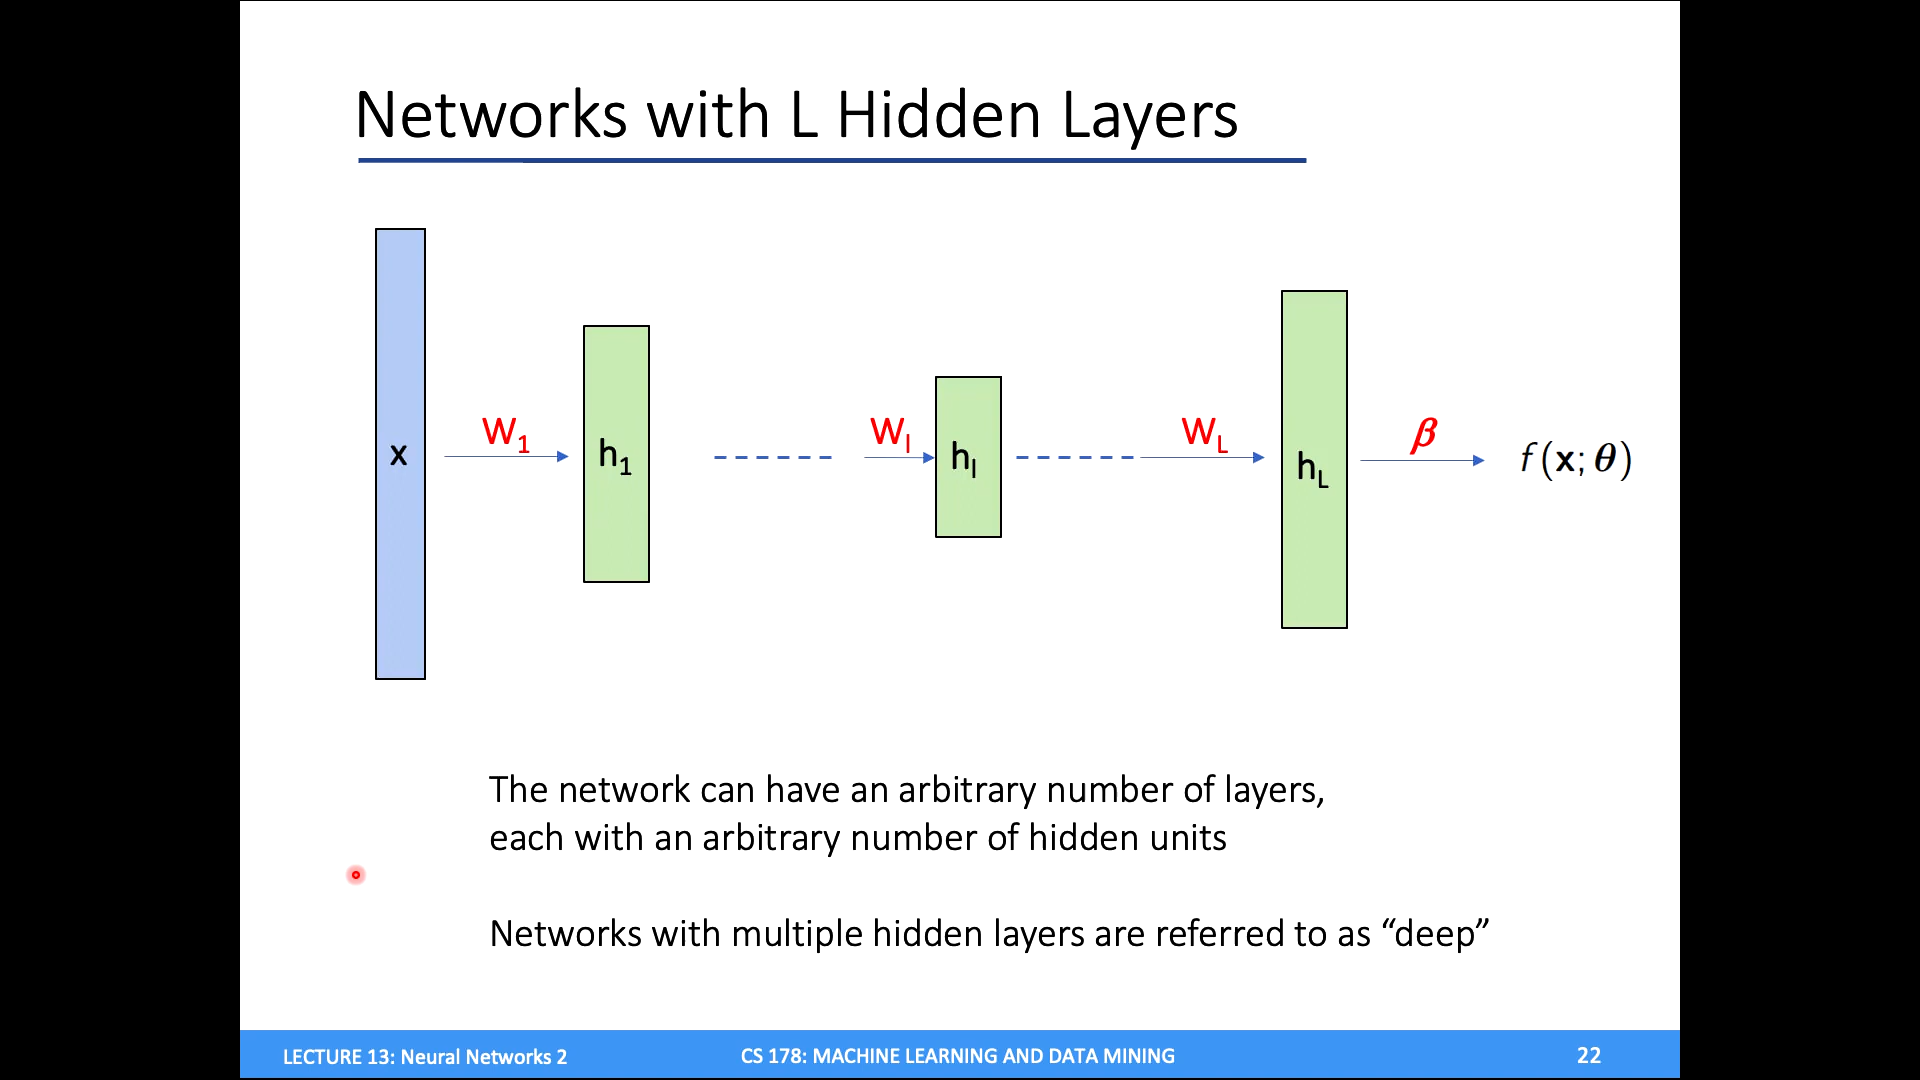 Networks with L Hidden Layers
x
W₁
h₁
Wₗ
hₗ
W_L
h_L
β
f(x; θ)
The network can have an arbitrary number of layers,
each with an arbitrary number of hidden units
Networks with multiple hidden layers are referred to as “deep”
LECTURE 13: Neural Networks 2
CS 178: MACHINE LEARNING AND DATA MINING
22